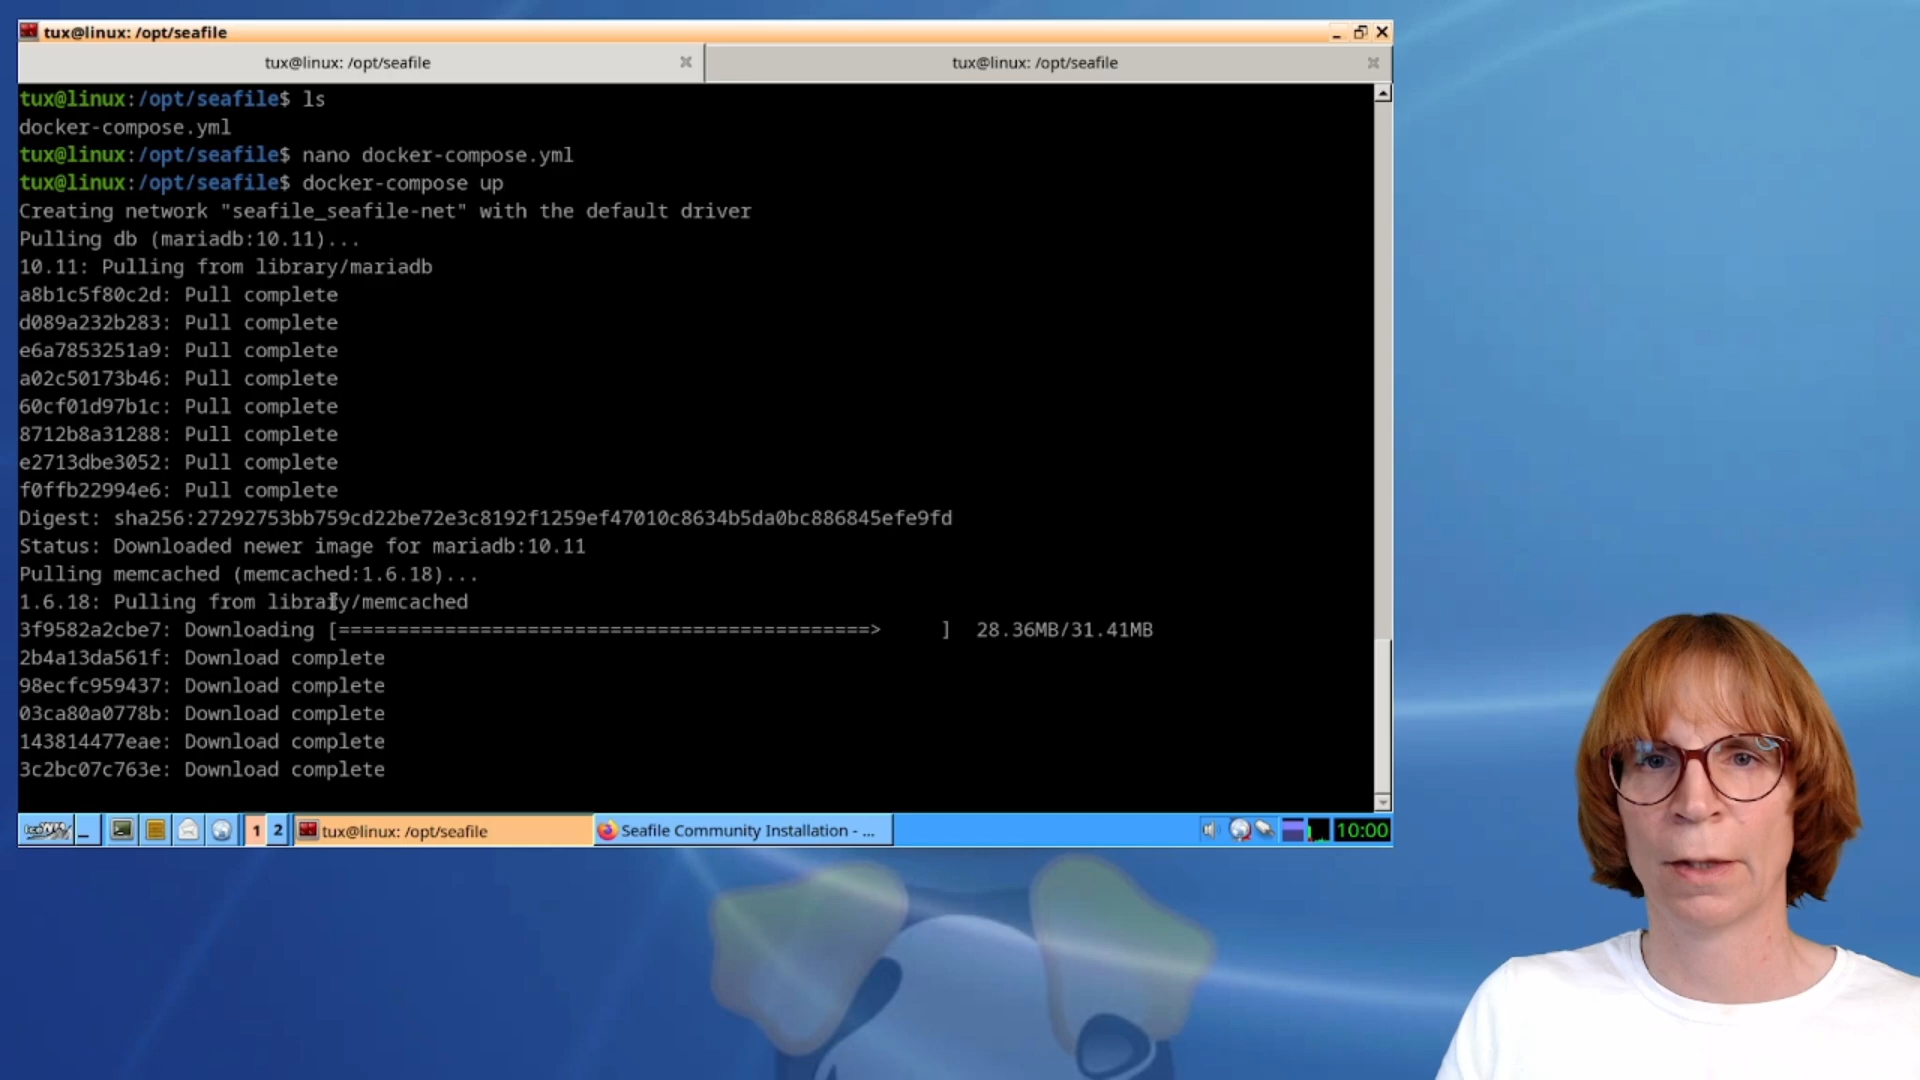 tux@linux: /opt/seafile
tux@linux: /opt/seafile
tux@linux: /opt/seafile
tux@linux:/opt/seafile$ ls
docker-compose.yml
tux@linux:/opt/seafile$ nano docker-compose.yml
tux@linux:/opt/seafile$ docker-compose up
Creating network "seafile_seafile-net" with the default driver
Pulling db (mariadb:10.11)...
10.11: Pulling from library/mariadb
a8b1c5f80c2d: Pull complete
d089a232b283: Pull complete
e6a7853251a9: Pull complete
a02c50173b46: Pull complete
60cf01d97b1c: Pull complete
8712b8a31288: Pull complete
e2713dbe3052: Pull complete
f0ffb22994e6: Pull complete
Digest: sha256:27292753bb759cd22be72e3c8192f1259ef47010c8634b5da0bc886845efe9fd
Status: Downloaded newer image for mariadb:10.11
Pulling memcached (memcached:1.6.18)...
1.6.18: Pulling from library/memcached
3f9582a2cbe7: Downloading [=============================================>      ]  28.36MB/31.41MB
2b4a13da561f: Download complete
98ecfc959437: Download complete
03ca80a0778b: Download complete
143814477eae: Download complete
3c2bc07c763e: Download complete
1 2 tux@linux: /opt/seafile Seafile Community Installation - ... 10:00